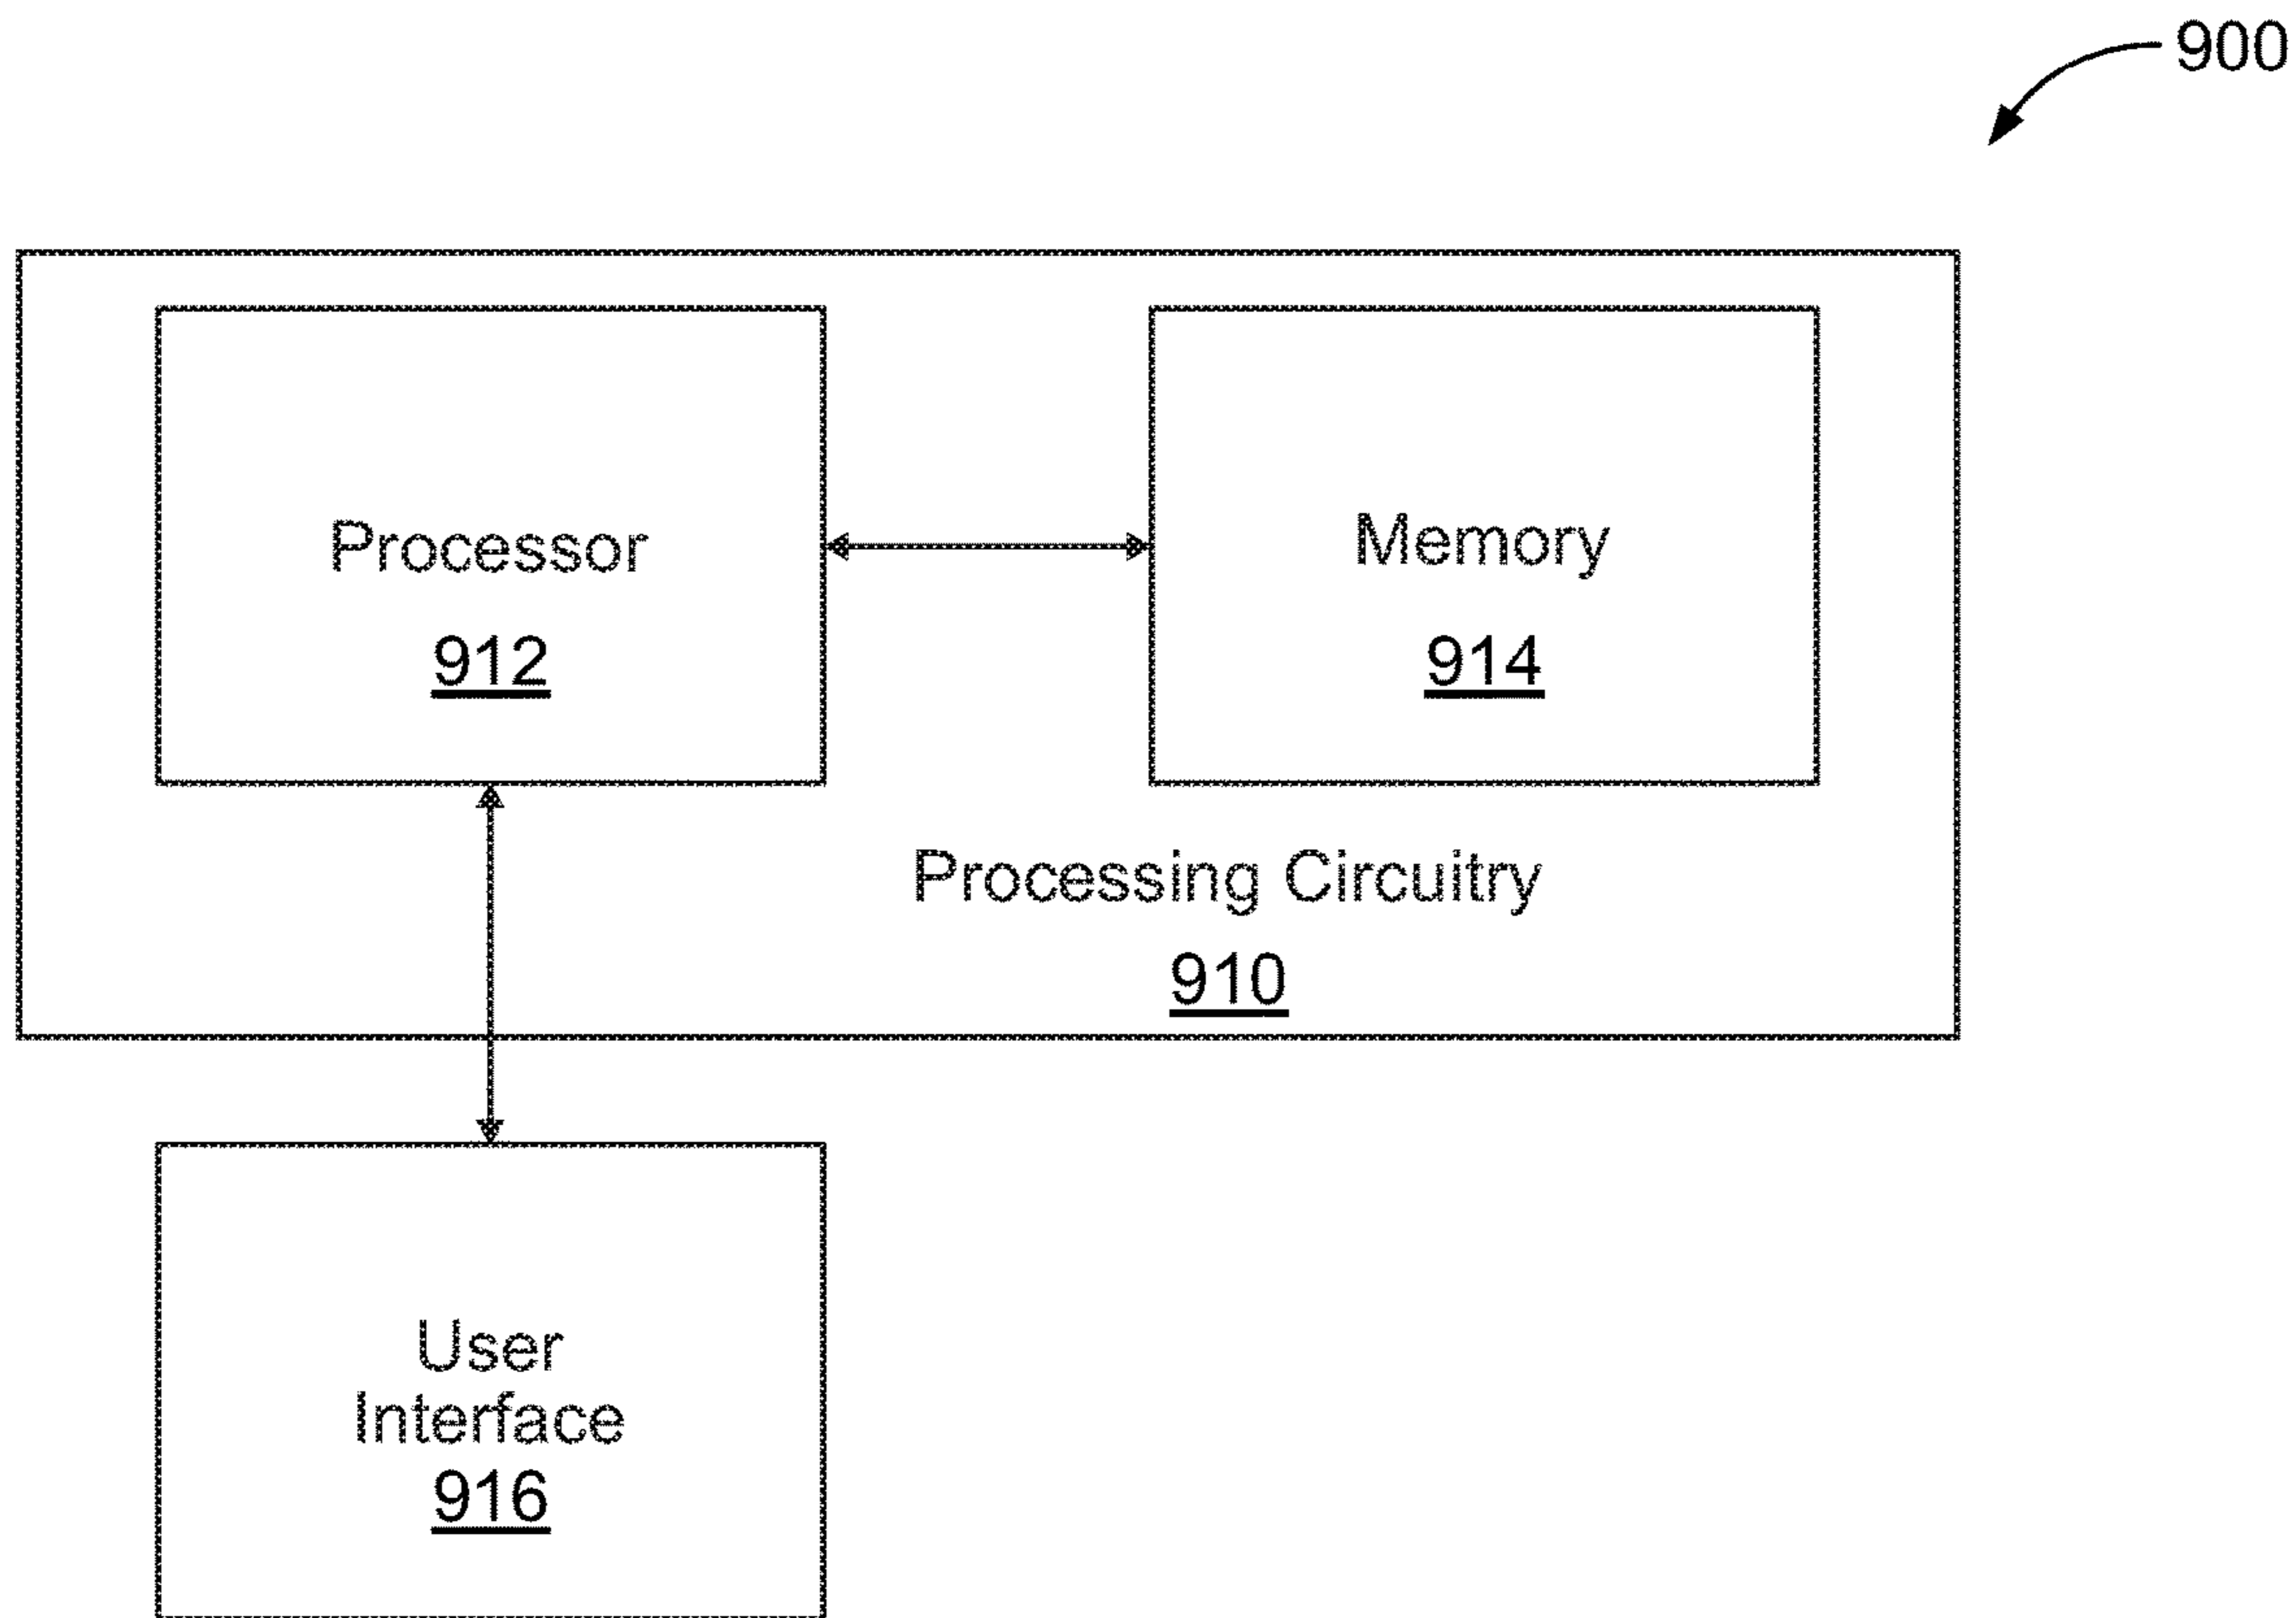 900
Processor
912
Memory
914
Processing Circuitry
910
User
Interface
916